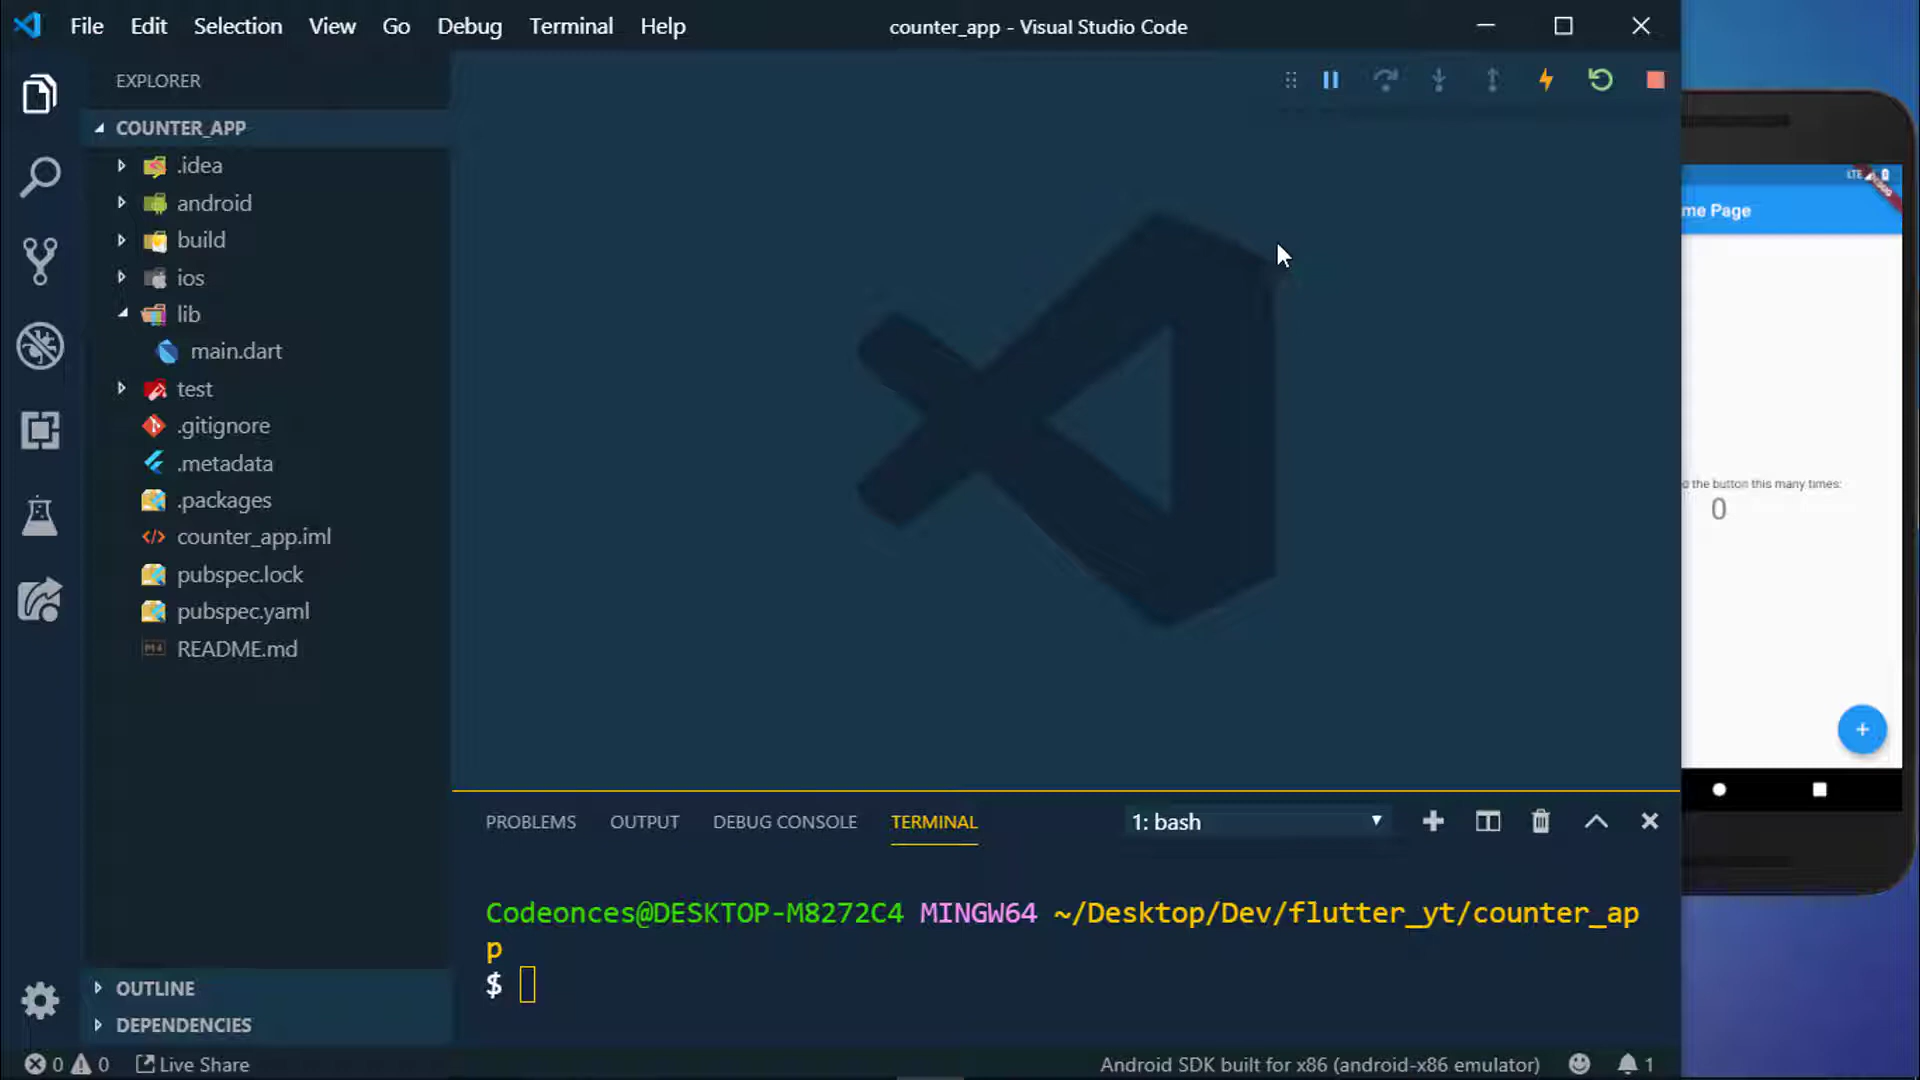 File Edit Selection View Go Debug Terminal Help
counter_app - Visual Studio Code
EXPLORER
COUNTER_APP
.idea
android
build
ios
lib
main.dart
test
.gitignore
.metadata
.packages
counter_app.iml
pubspec.lock
pubspec.yaml
README.md
OUTLINE
DEPENDENCIES
PROBLEMS OUTPUT DEBUG CONSOLE TERMINAL
1: bash
Codeonces@DESKTOP-M8272C4 MINGW64 ~/Desktop/Dev/flutter_yt/counter_ap
p
$
0 0 Live Share
Android SDK built for x86 (android-x86 emulator)
1
LTE
DEBUG
me Page
d the button this many times:
0
+